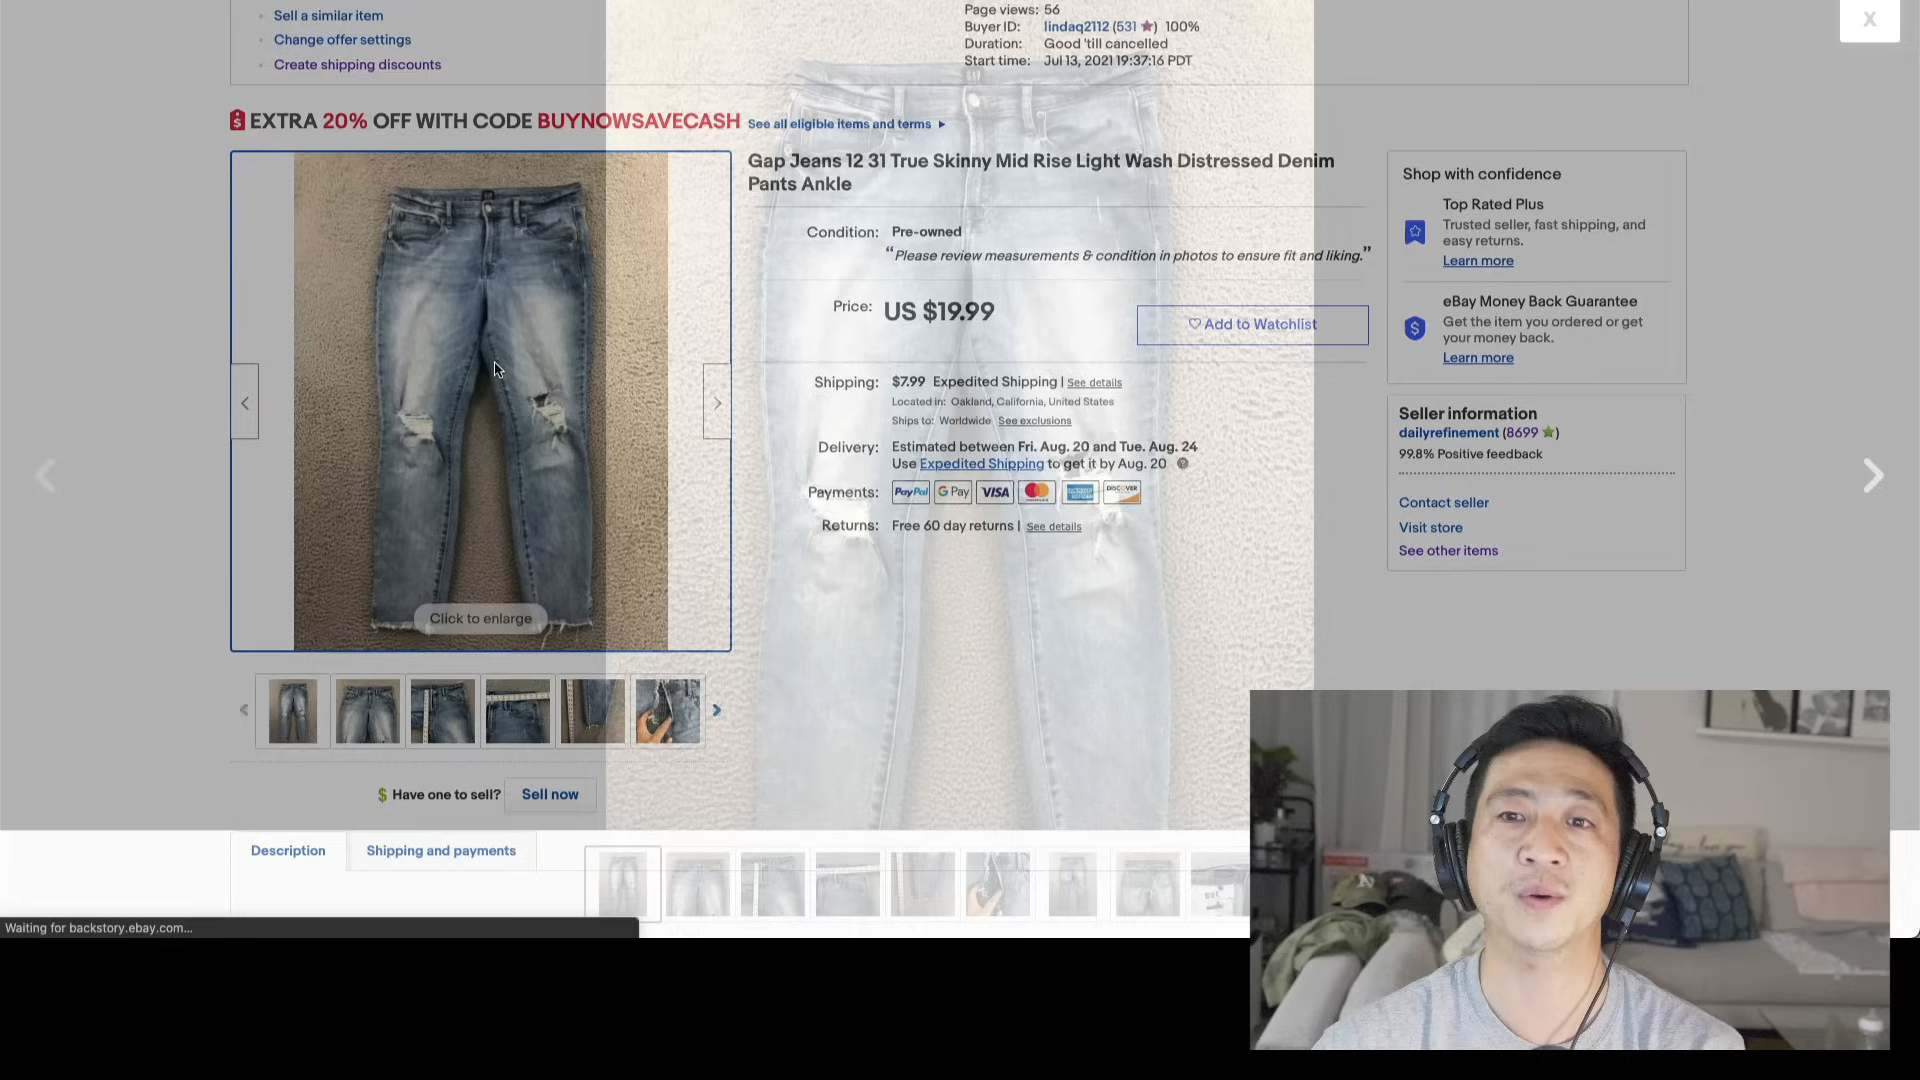 Sell a similar item
Change offer settings
Create shipping discounts
Page views: 56
Buyer ID: lindaq2112 (531 ) 100%
Duration: Good 'till cancelled
Start time: Jul 13, 2021 19:37:16 PDT
X
EXTRA 20% OFF WITH CODE BUYNOWSAVECASH See all eligible items and terms
Gap Jeans 12 31 True Skinny Mid Rise Light Wash Distressed Denim
Pants Ankle
Condition: Pre-owned
“Please review measurements & condition in photos to ensure fit and liking.”
Price: US $19.99
Add to Watchlist
Shipping: $7.99 Expedited Shipping | See details
Located in: Oakland, California, United States
Ships to: Worldwide See exclusions
Delivery: Estimated between Fri. Aug. 20 and Tue. Aug. 24
Use Expedited Shipping to get it by Aug. 20
Payments: PayPal G Pay VISA DISCOVER
Returns: Free 60 day returns | See details
Shop with confidence
Top Rated Plus
Trusted seller, fast shipping, and
easy returns.
Learn more
eBay Money Back Guarantee
Get the item you ordered or get
your money back.
Learn more
Seller information
dailyrefinement (8699 )
99.8% Positive feedback
Contact seller
Visit store
See other items
Click to enlarge
$ Have one to sell? Sell now
Description
Shipping and payments
Waiting for backstory.ebay.com...